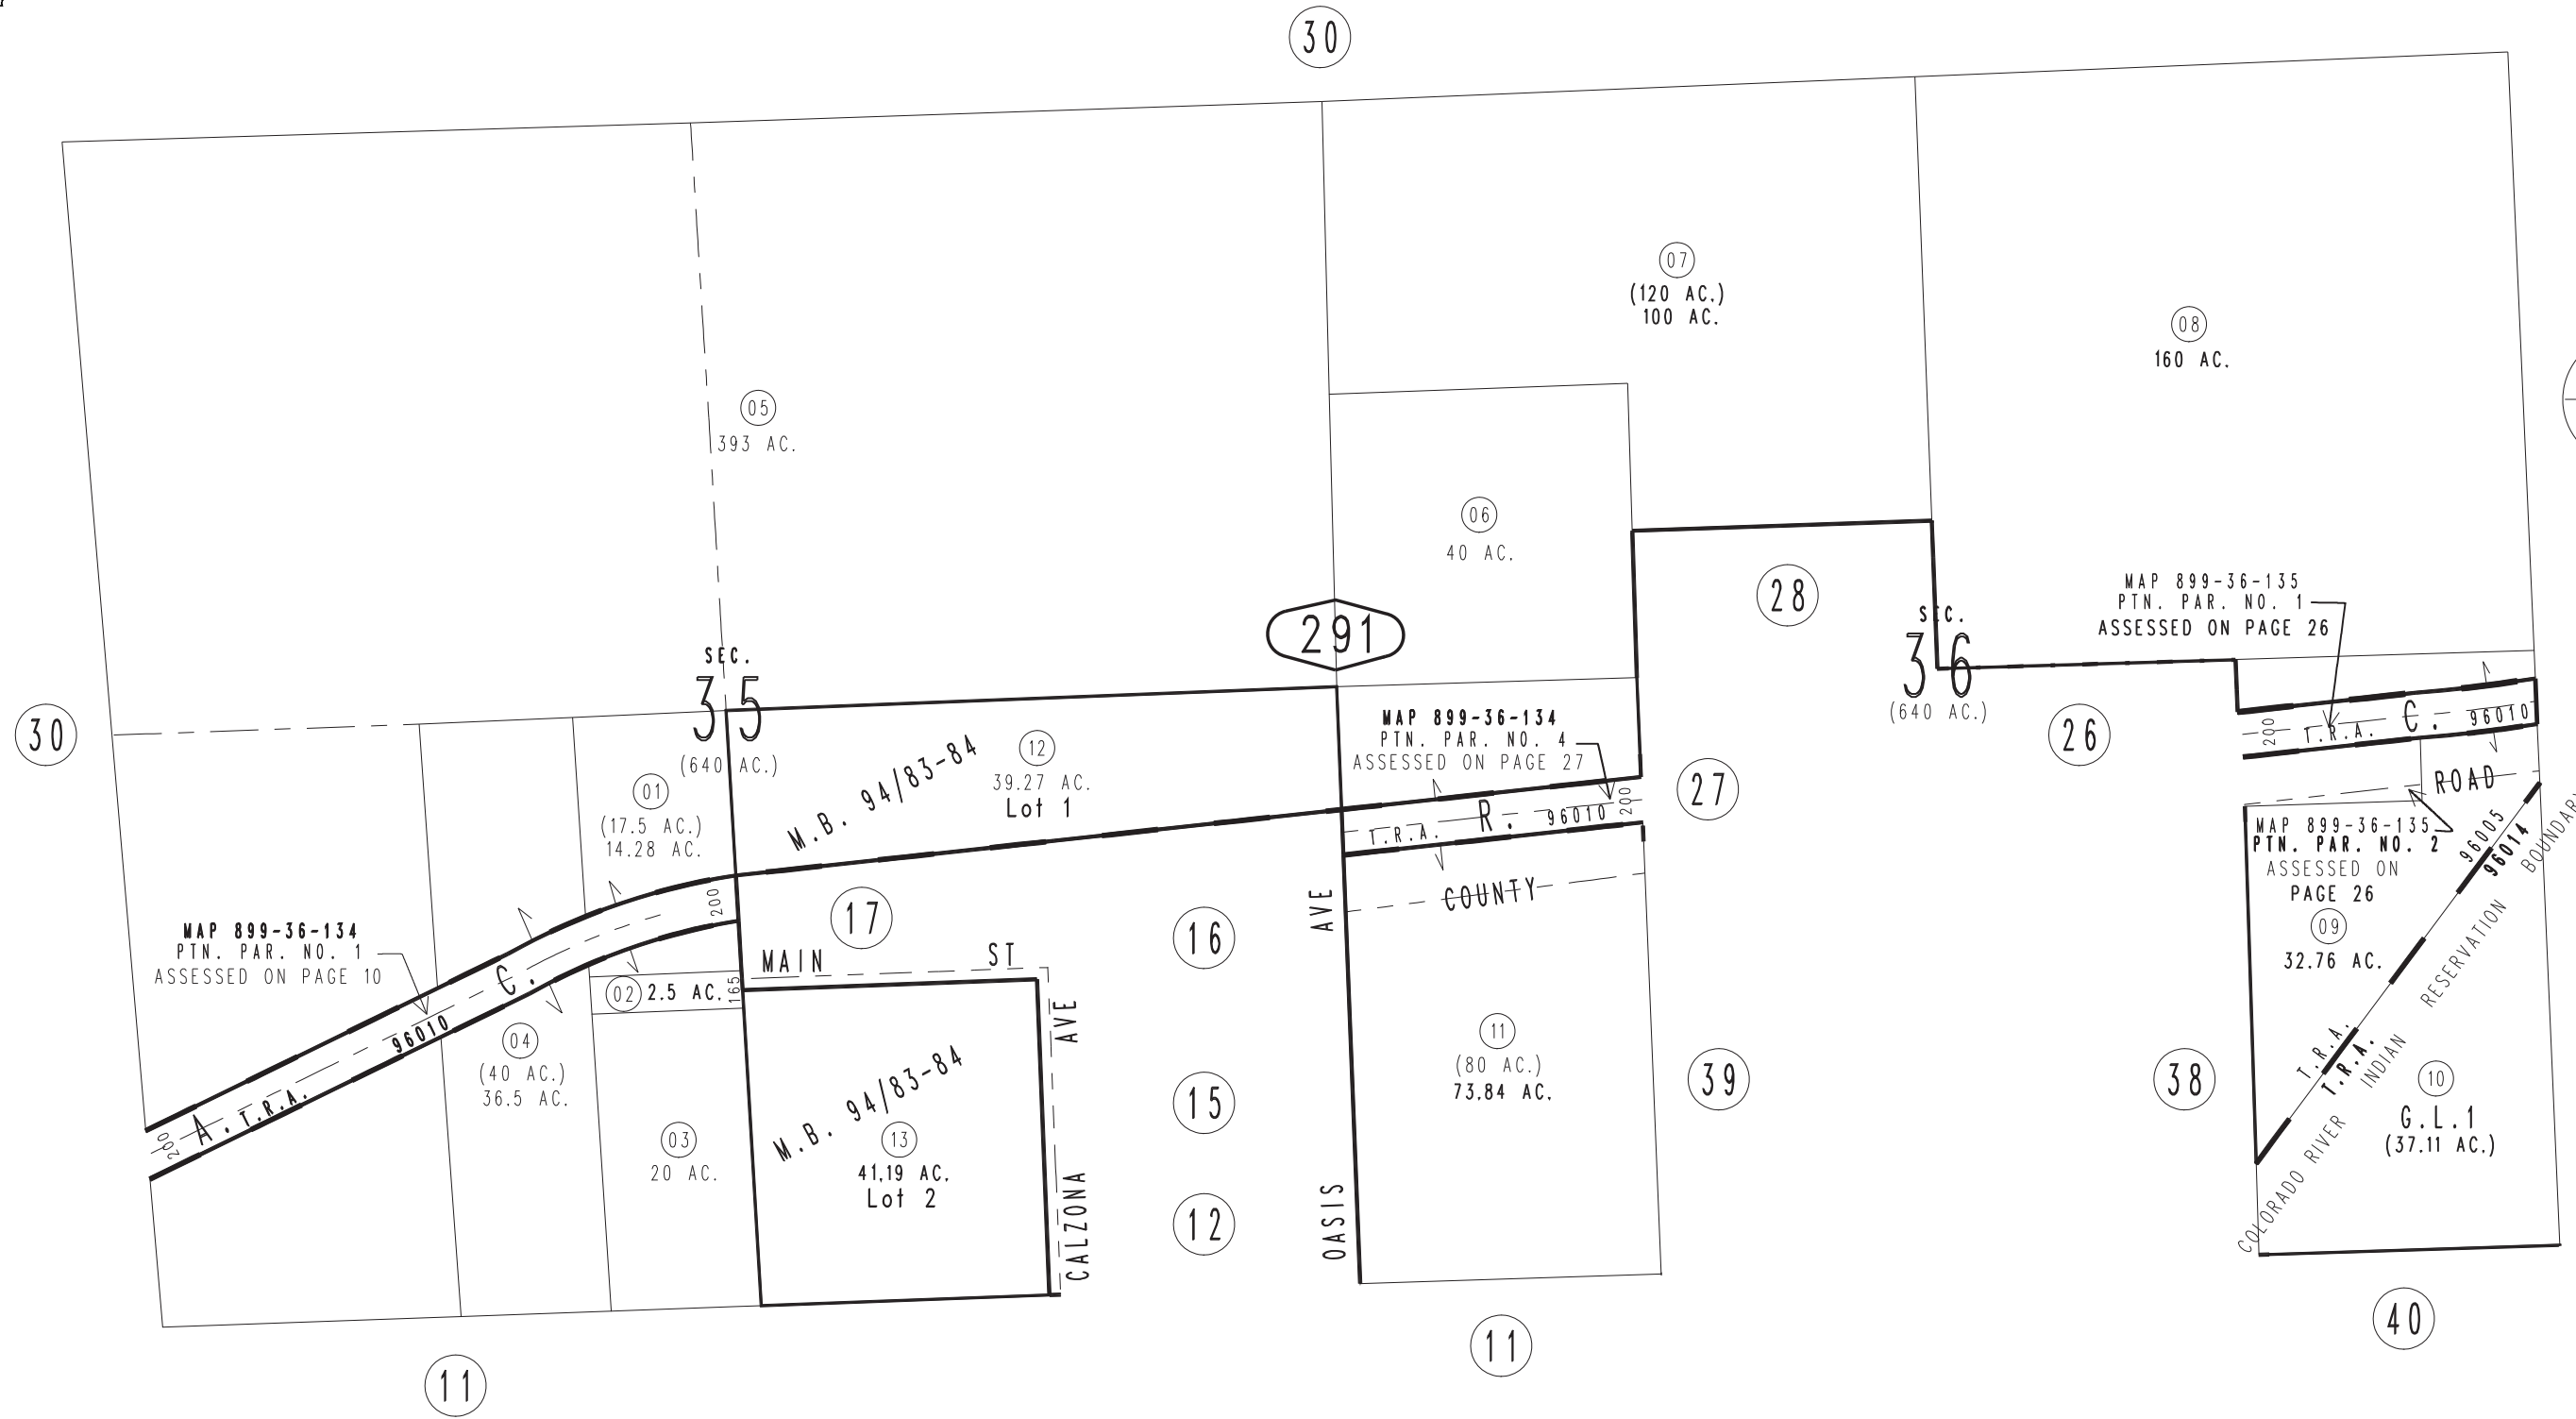 30
07
(120 AC.)
100 AC.
08
160 AC.
05
393 AC.
06
40 AC.
28
291
MAP 899-36-135
PTN. PAR. NO. 1
ASSESSED ON PAGE 26
SEC.
36
(640 AC.)
SEC.
35
(640 AC.)
30
12
39.27 AC.
Lot 1
M.B. 94/83-84
MAP 899-36-134
PTN. PAR. NO. 4
ASSESSED ON PAGE 27
27
26
200
T.R.A.
C.
96010
ROAD
01
(17.5 AC.)
14.28 AC.
200
T.R.A.
R.
96010
200
COUNTY
MAP 899-36-135
PTN. PAR. NO. 2
ASSESSED ON
PAGE 26
09
32.76 AC.
96005
96014
17
16
MAP 899-36-134
PTN. PAR. NO. 1
ASSESSED ON PAGE 10
C.
MAIN ST
02 2.5 AC.
165
96010
04
(40 AC.)
36.5 AC.
A.
T.R.A.
200
03
20 AC.
M.B. 94/83-84
13
41.19 AC.
Lot 2
CALZONA AVE
15
12
OASIS AVE
11
(80 AC.)
73.84 AC.
39
38
T.R.A.
T.R.A.
COLORADO RIVER INDIAN RESERVATION BOUNDARY
10
G.L.1
(37.11 AC.)
11
11
40